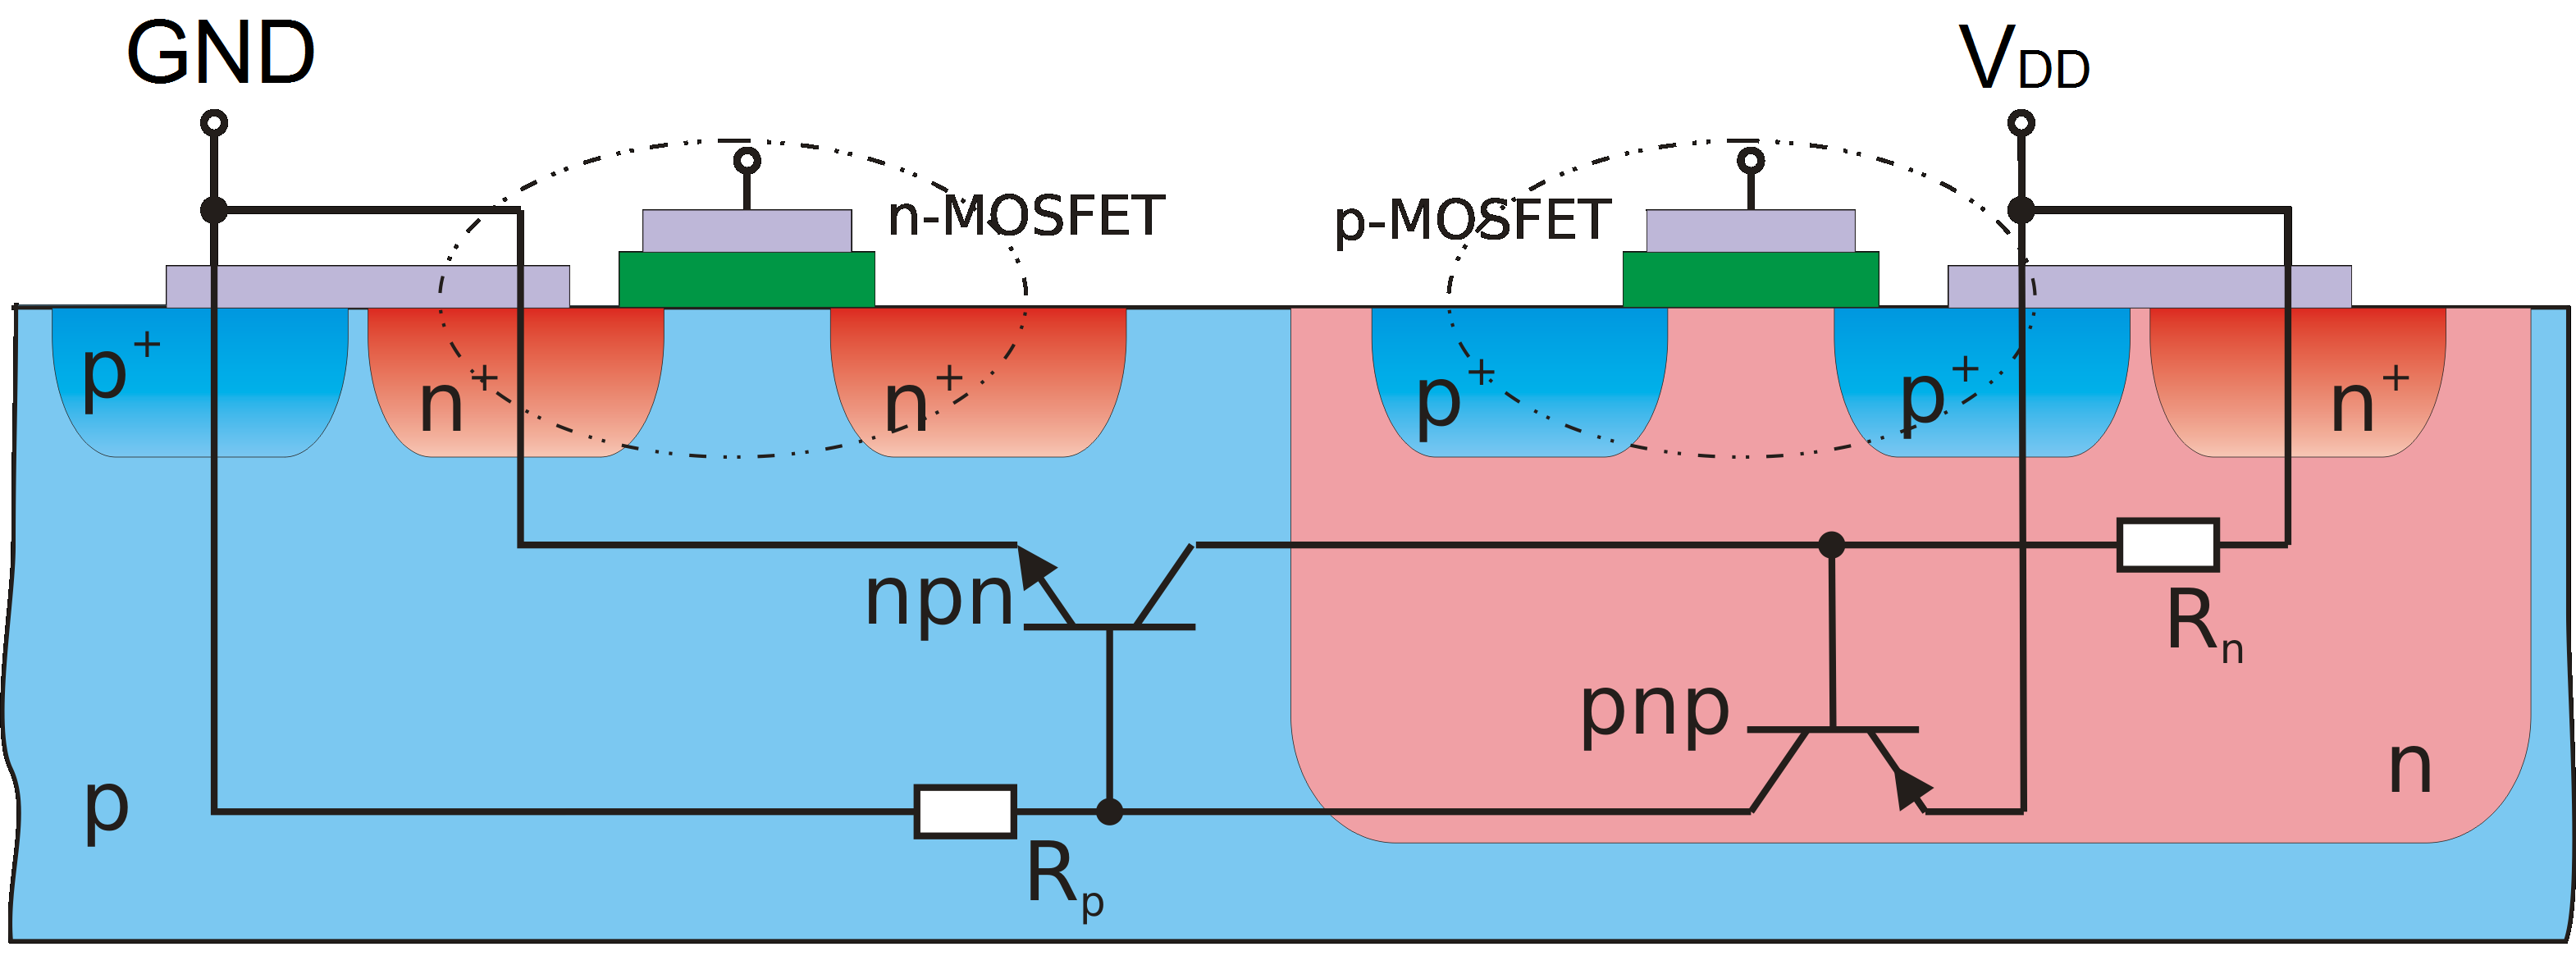 GND
VDD
n-MOSFET
p-MOSFET
p+
n+
n+
p+
p+
n+
npn
Rn
pnp
n
p
Rp